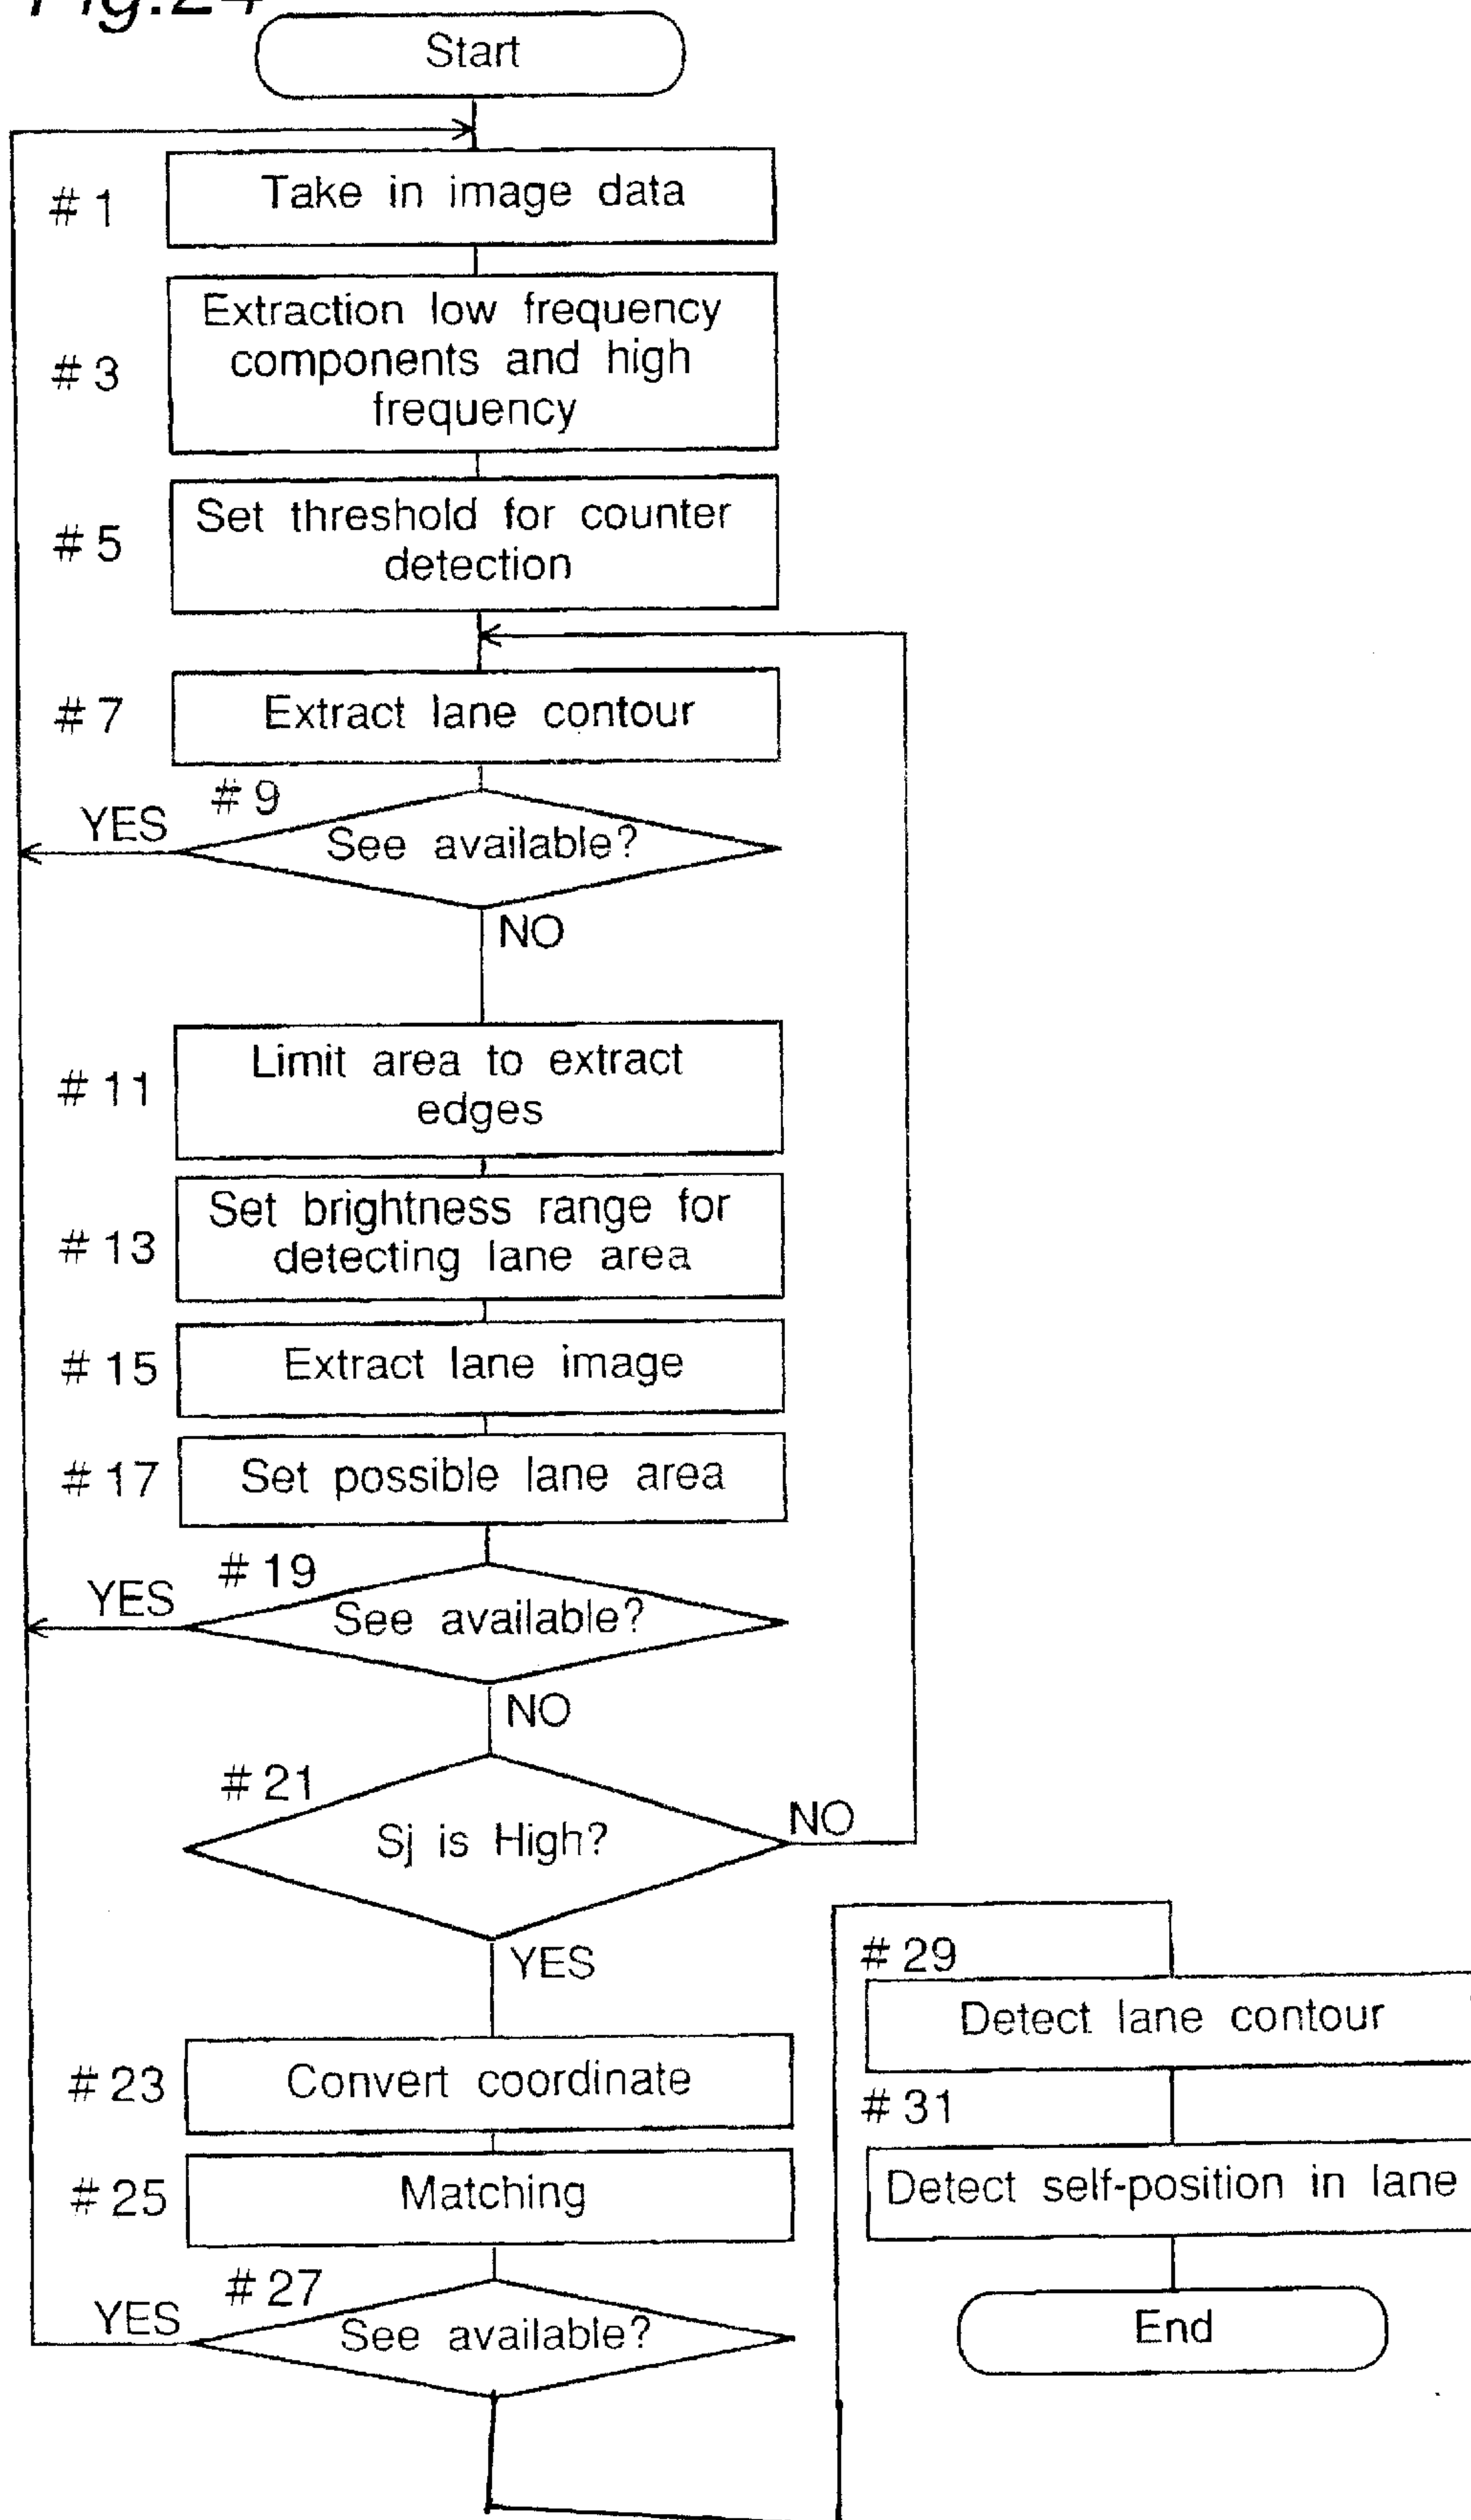 Fig.24
Start
#1
Take in image data
#3
Extraction low frequency
components and high
frequency
#5
Set threshold for counter
detection
#7
Extract lane contour
#9
YES
See available?
NO
#11
Limit area to extract
edges
#13
Set brightness range for
detecting lane area
#15
Extract lane image
#17
Set possible lane area
#19
YES
See available?
NO
#21
Sj is High?
NO
YES
#23
Convert coordinate
#25
Matching
#27
YES
See available?
#29
Detect lane contour
#31
Detect self-position in lane
End